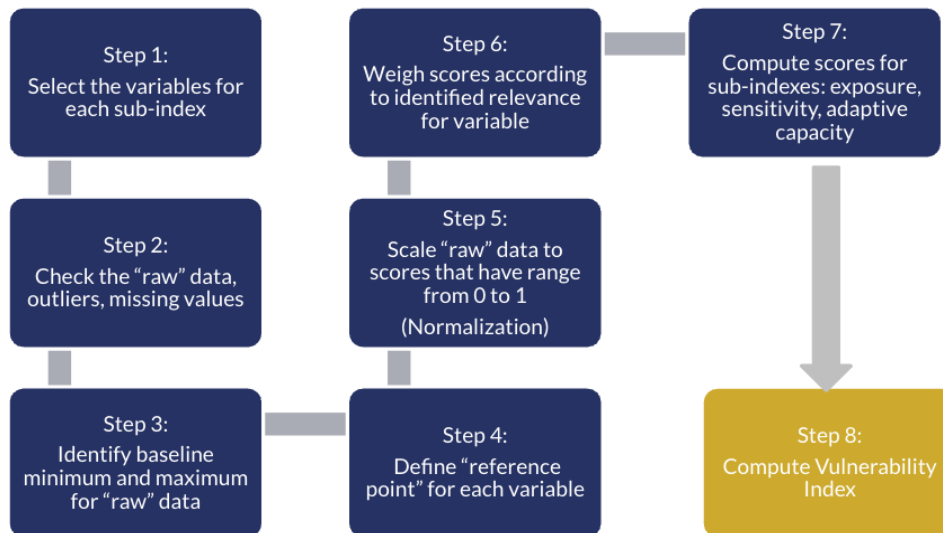 Step 1:
Select the variables for
each sub-index
Step 2:
Check the “raw” data,
outliers, missing values
Step 3:
Identify baseline
minimum and maximum
for “raw” data
Step 4:
Define “reference
point” for each variable
Step 5:
Scale “raw” data to
scores that have range
from 0 to 1
(Normalization)
Step 6:
Weigh scores according
to identified relevance
for variable
Step 7:
Compute scores for
sub-indexes: exposure,
sensitivity, adaptive
capacity
Step 8:
Compute Vulnerability
Index